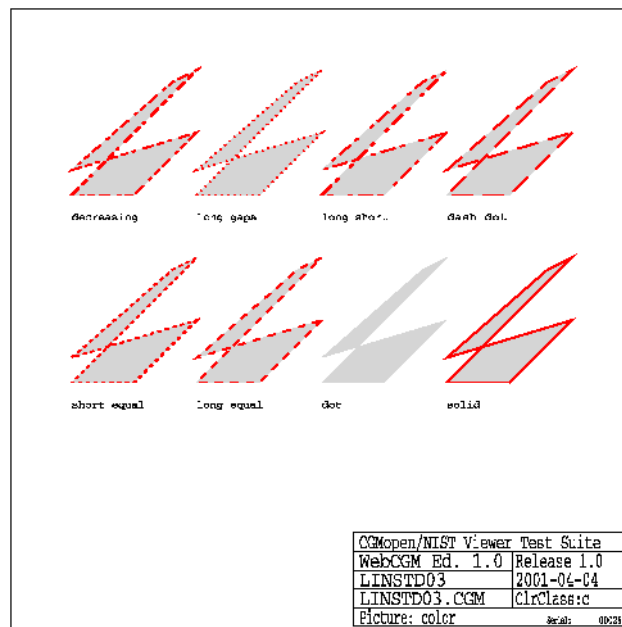 decreasing long gaps long shor.. dash dot.
short equal long equal dot solid
CGMopen/NIST Viewer Test Suite
WebCGM Ed. 1.0 Release 1.0
LINSTD03 2001-04-04
LINSTD03.CGM ClrClass:c
Picture: color Serial: